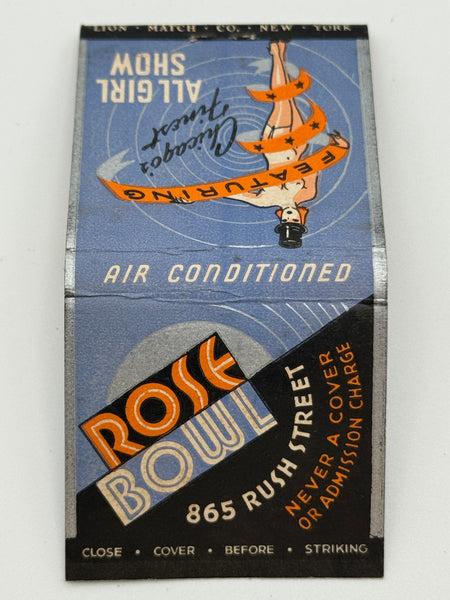 LION • MATCH • CO. • NEW • YORK
ALL GIRL
SHOW
Chicago's
Finest
FEATURING
AIR CONDITIONED
ROSE
BOWL
865 RUSH STREET
NEVER A COVER
OR ADMISSION CHARGE
CLOSE • COVER • BEFORE • STRIKING